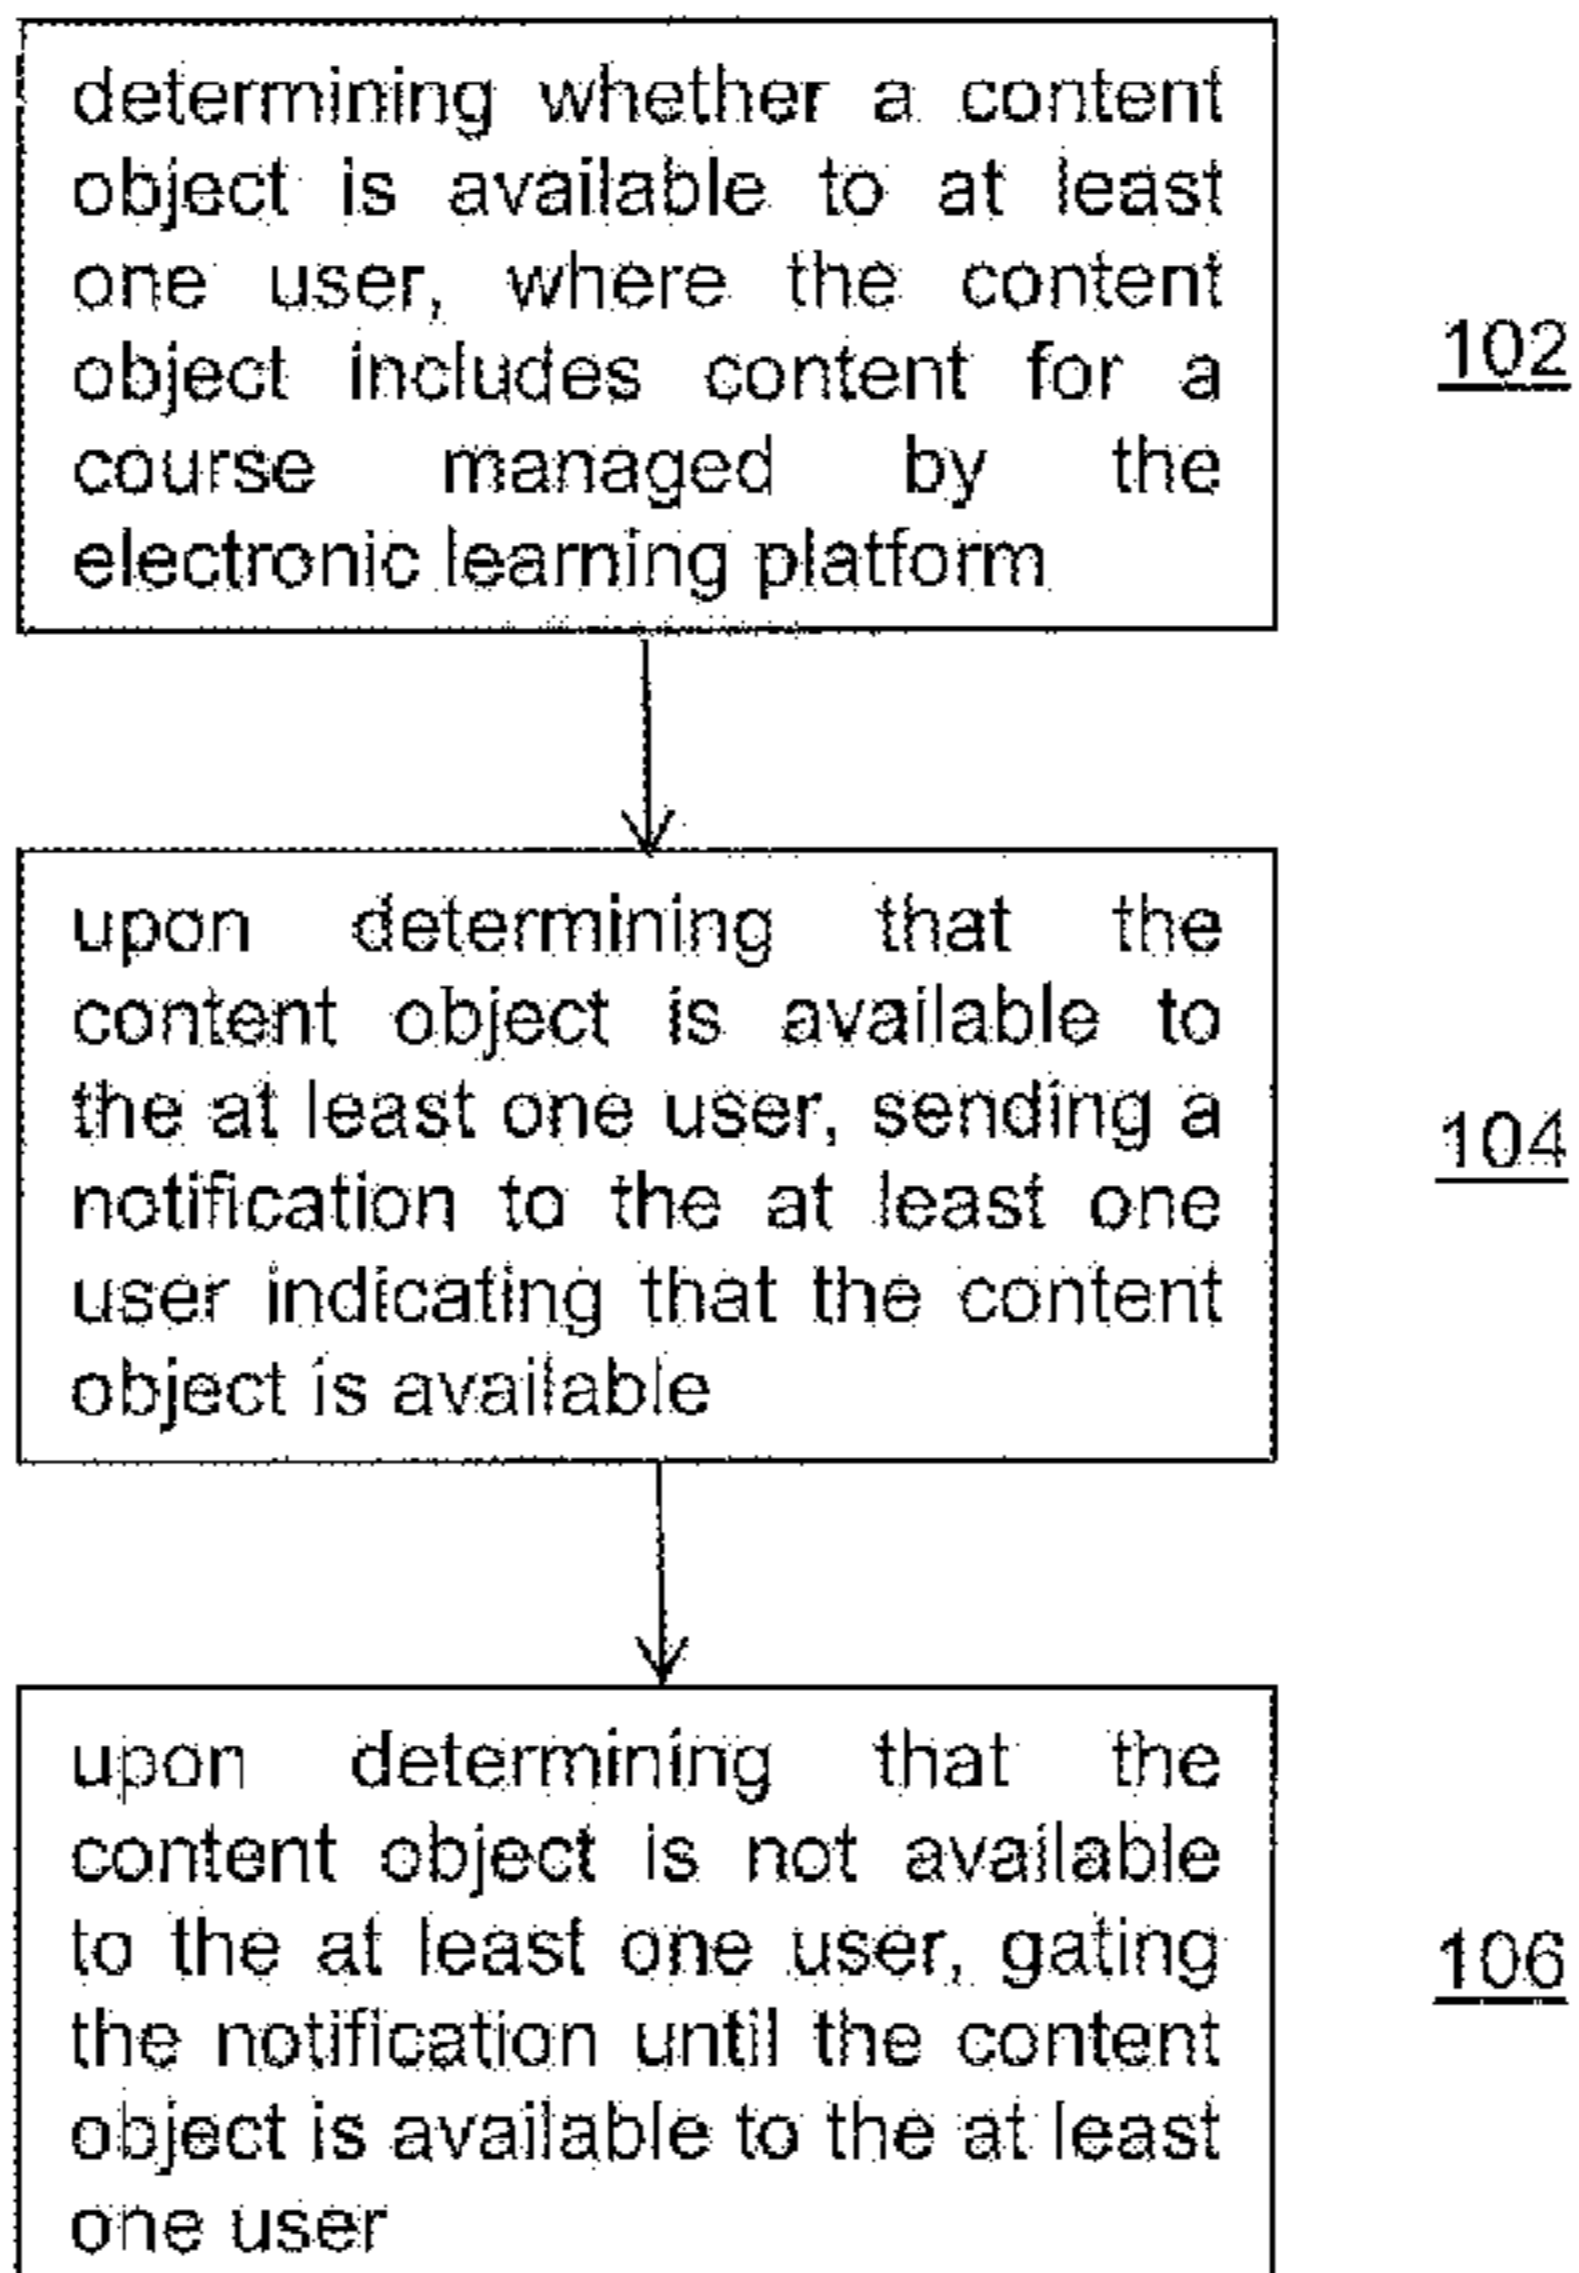 determining whether a content
object is available to at least
one user, where the content
object includes content for a
course managed by the
electronic learning platform
102
upon determining that the
content object is available to
the at least one user, sending a
notification to the at least one
user indicating that the content
object is available
104
upon determining that the
content object is not available
to the at least one user, gating
the notification until the content
object is available to the at least
one user
106